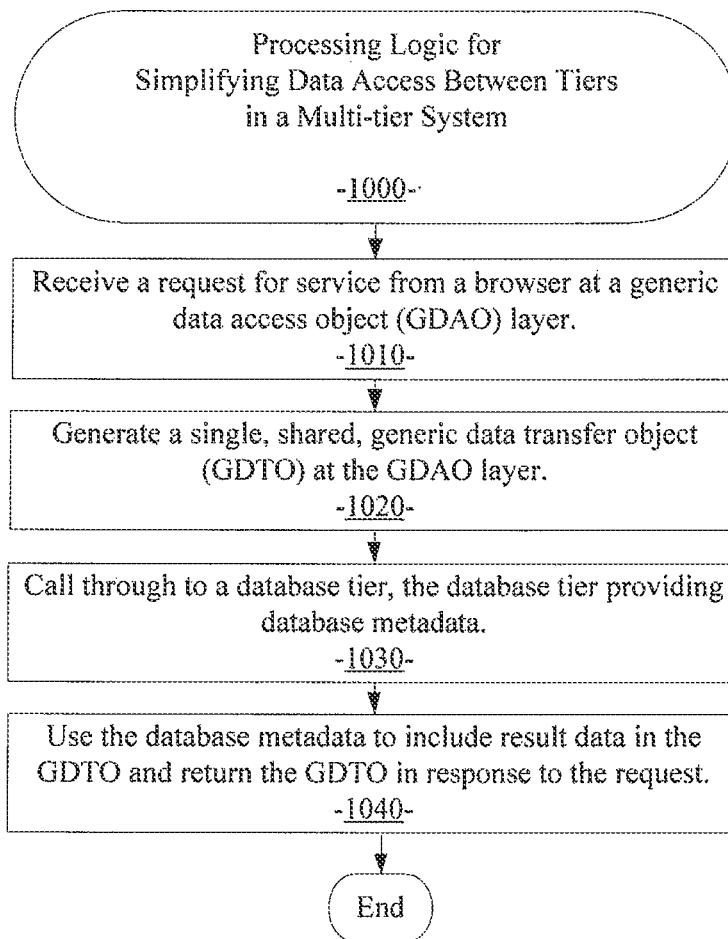 Processing Logic for
Simplifying Data Access Between Tiers
in a Multi-tier System
-1000-
Receive a request for service from a browser at a generic
data access object (GDAO) layer.
-1010-
Generate a single, shared, generic data transfer object
(GDTO) at the GDAO layer.
-1020-
Call through to a database tier, the database tier providing
database metadata.
-1030-
Use the database metadata to include result data in the
GDTO and return the GDTO in response to the request.
-1040-
End